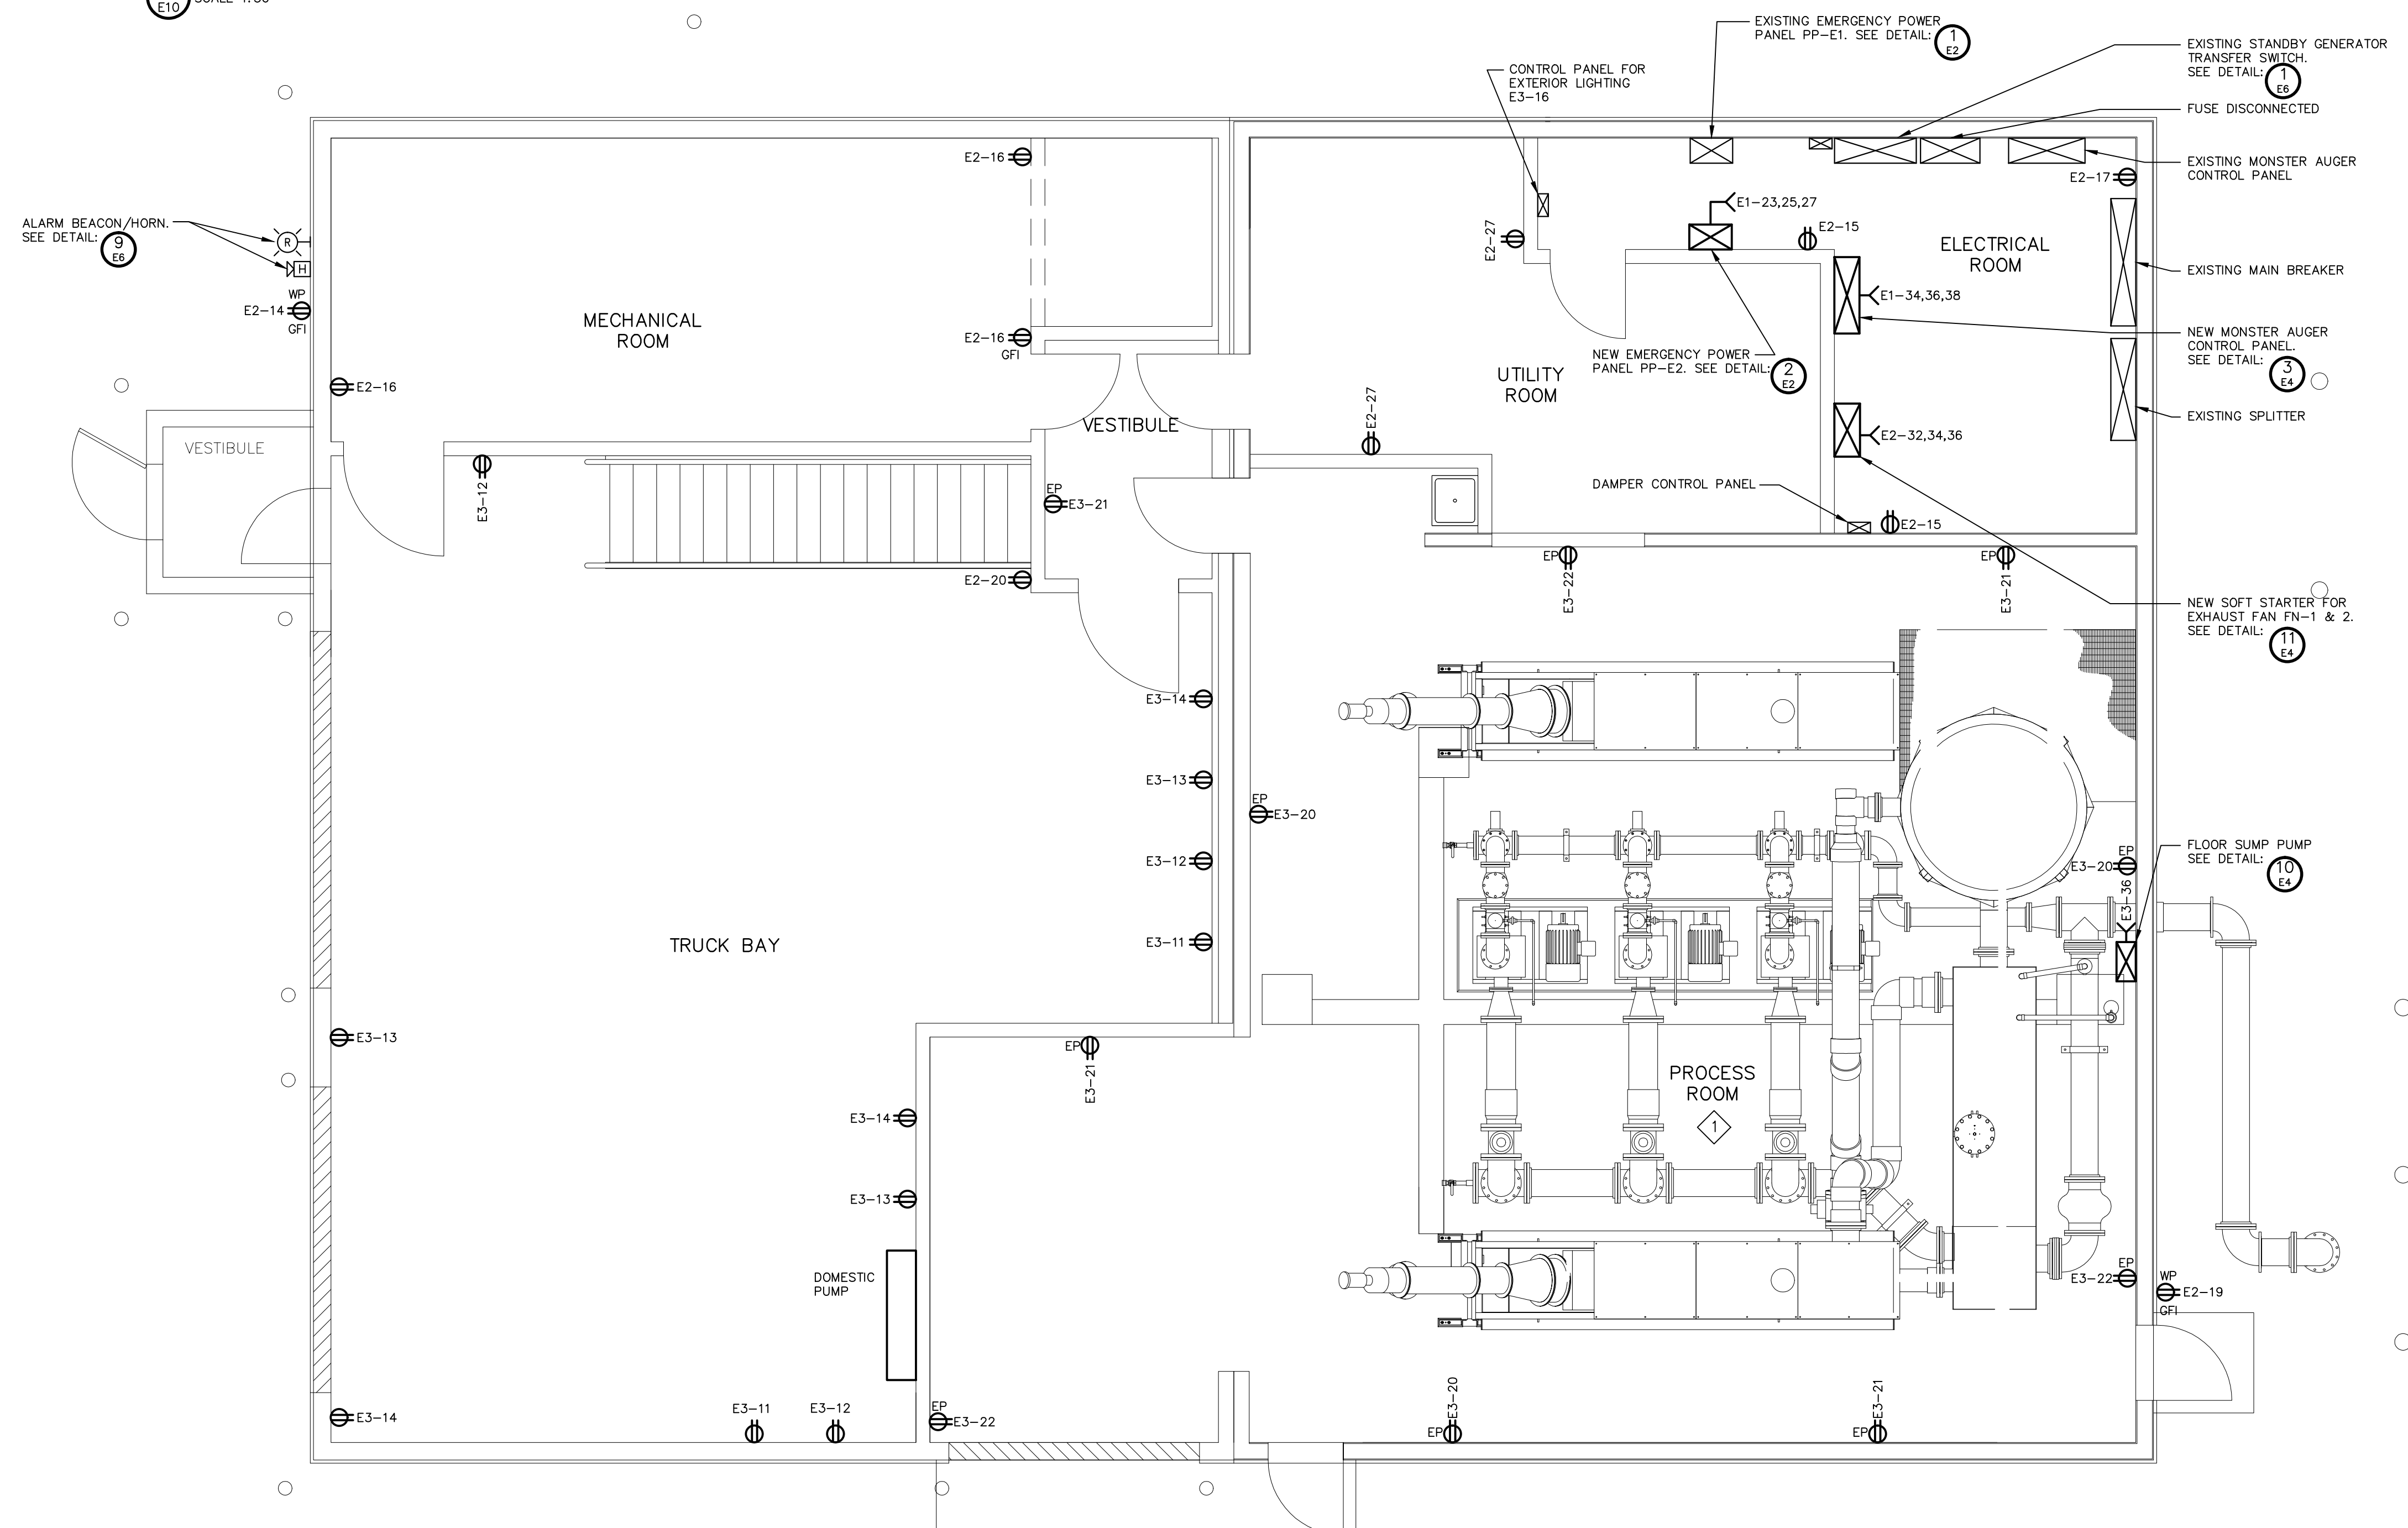 E10
EXISTING EMERGENCY POWER
PANEL PP-E1. SEE DETAIL:
1
E2
CONTROL PANEL FOR
EXTERIOR LIGHTING
E3-16
EXISTING STANDBY GENERATOR
TRANSFER SWITCH.
SEE DETAIL:
1
E6
FUSE DISCONNECTED
EXISTING MONSTER AUGER
CONTROL PANEL
E2-16
E2-17
E1-23,25,27
E2-15
E2-27
ALARM BEACON/HORN.
SEE DETAIL:
9
E6
R
H
WP
E2-14
GFI
ELECTRICAL
ROOM
EXISTING MAIN BREAKER
E1-34,36,38
MECHANICAL
ROOM
E2-16
GFI
NEW EMERGENCY POWER
PANEL PP-E2. SEE DETAIL:
2
E2
NEW MONSTER AUGER
CONTROL PANEL.
SEE DETAIL:
3
E4
UTILITY
ROOM
E2-16
E2-27
VESTIBULE
VESTIBULE
EXISTING SPLITTER
E2-32,34,36
E3-12
EP
E3-21
DAMPER CONTROL PANEL
E2-15
EP
E3-22
EP
E3-21
E2-20
NEW SOFT STARTER FOR
EXHAUST FAN FN-1 & 2.
SEE DETAIL:
11
E4
E3-14
E3-13
EP
E3-20
E3-12
EP
E3-20
E3-36
FLOOR SUMP PUMP
SEE DETAIL:
10
E4
TRUCK BAY
E3-11
E3-13
EP
E3-21
PROCESS
ROOM
1
E3-14
E3-13
DOMESTIC
PUMP
EP
E3-22
WP
E2-19
GFI
E3-14
E3-11
E3-12
EP
E3-22
E3-20
EP
E3-21
EP